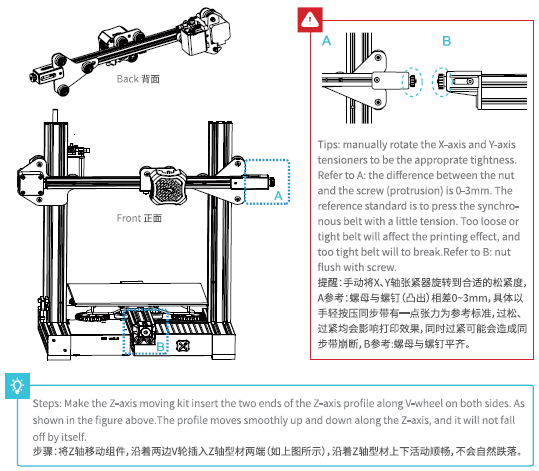 Back 背面
Front 正面
A
B
A
B
Tips: manually rotate the X-axis and Y-axis
tensioners to be the approprate tightness.
Refer to A: the difference between the nut
and the screw (protrusion) is 0-3mm. The
reference standard is to press the synchro-
nous belt with a little tension. Too loose or
tight belt will affect the printing effect, and
too tight belt will to break.Refer to B: nut
flush with screw.
提醒：手动将X、Y轴张紧器旋转到合适的松紧度，
A参考：螺母与螺钉（凸出）相差0~3mm，具体以
手轻按压同步带有一点张力为参考标准，过松、
过紧均会影响打印效果，同时过紧可能会造成同
步带崩断，B参考:螺母与螺钉平齐。
Steps: Make the Z-axis moving kit insert the two ends of the Z-axis profile along V-wheel on both sides. As
shown in the figure above.The profile moves smoothly up and down along the Z-axis, and it will not fall
off by itself.
步骤：将Z轴移动组件，沿着两边V轮插入Z轴型材两端（如上图所示），沿着Z轴型材上下活动顺畅，不会自然跌落。